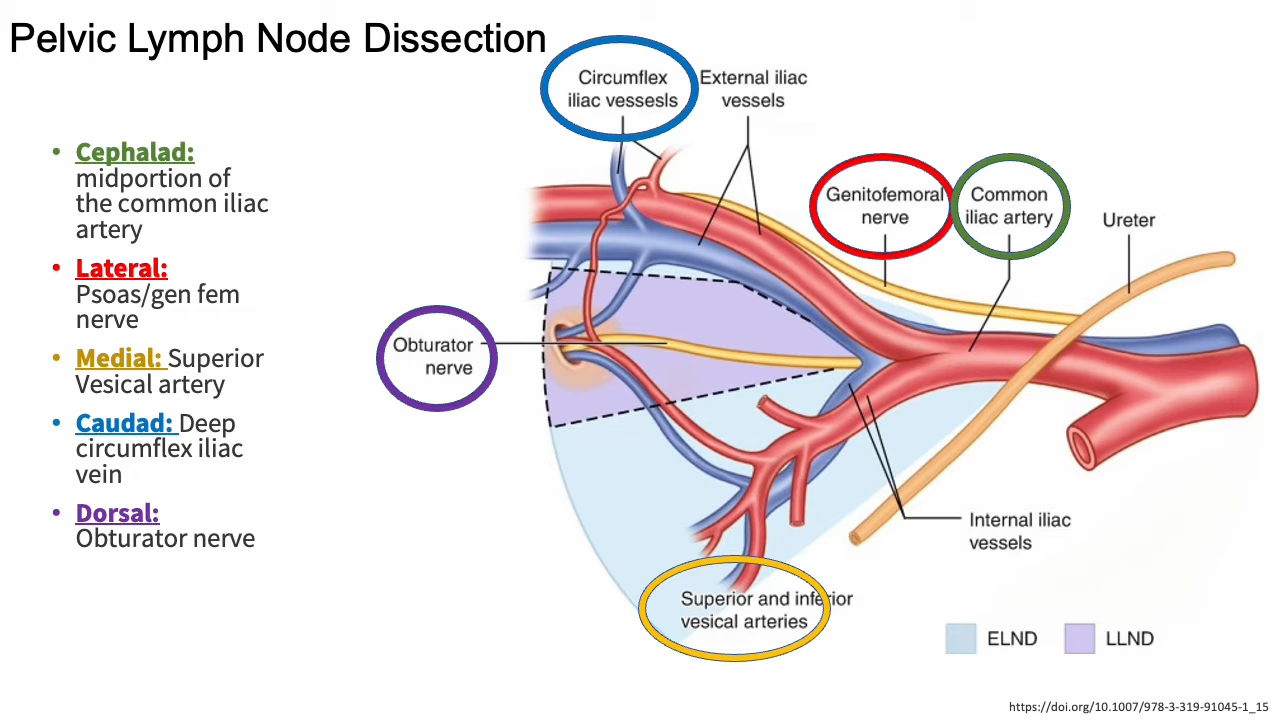 Pelvic Lymph Node Dissection
• Cephalad:
midportion of
the common iliac
artery
• Lateral:
Psoas/gen fem
nerve
• Medial: Superior
Vesical artery
• Caudad: Deep
circumflex iliac
vein
• Dorsal:
Obturator nerve
Circumflex
iliac vessesls
External iliac
vessels
Genitofemoral
nerve
Common
iliac artery
Ureter
Obturator
nerve
Internal iliac
vessels
Superior and inferior
vesical arteries
ELND
LLND
https://doi.org/10.1007/978-3-319-91045-1_15